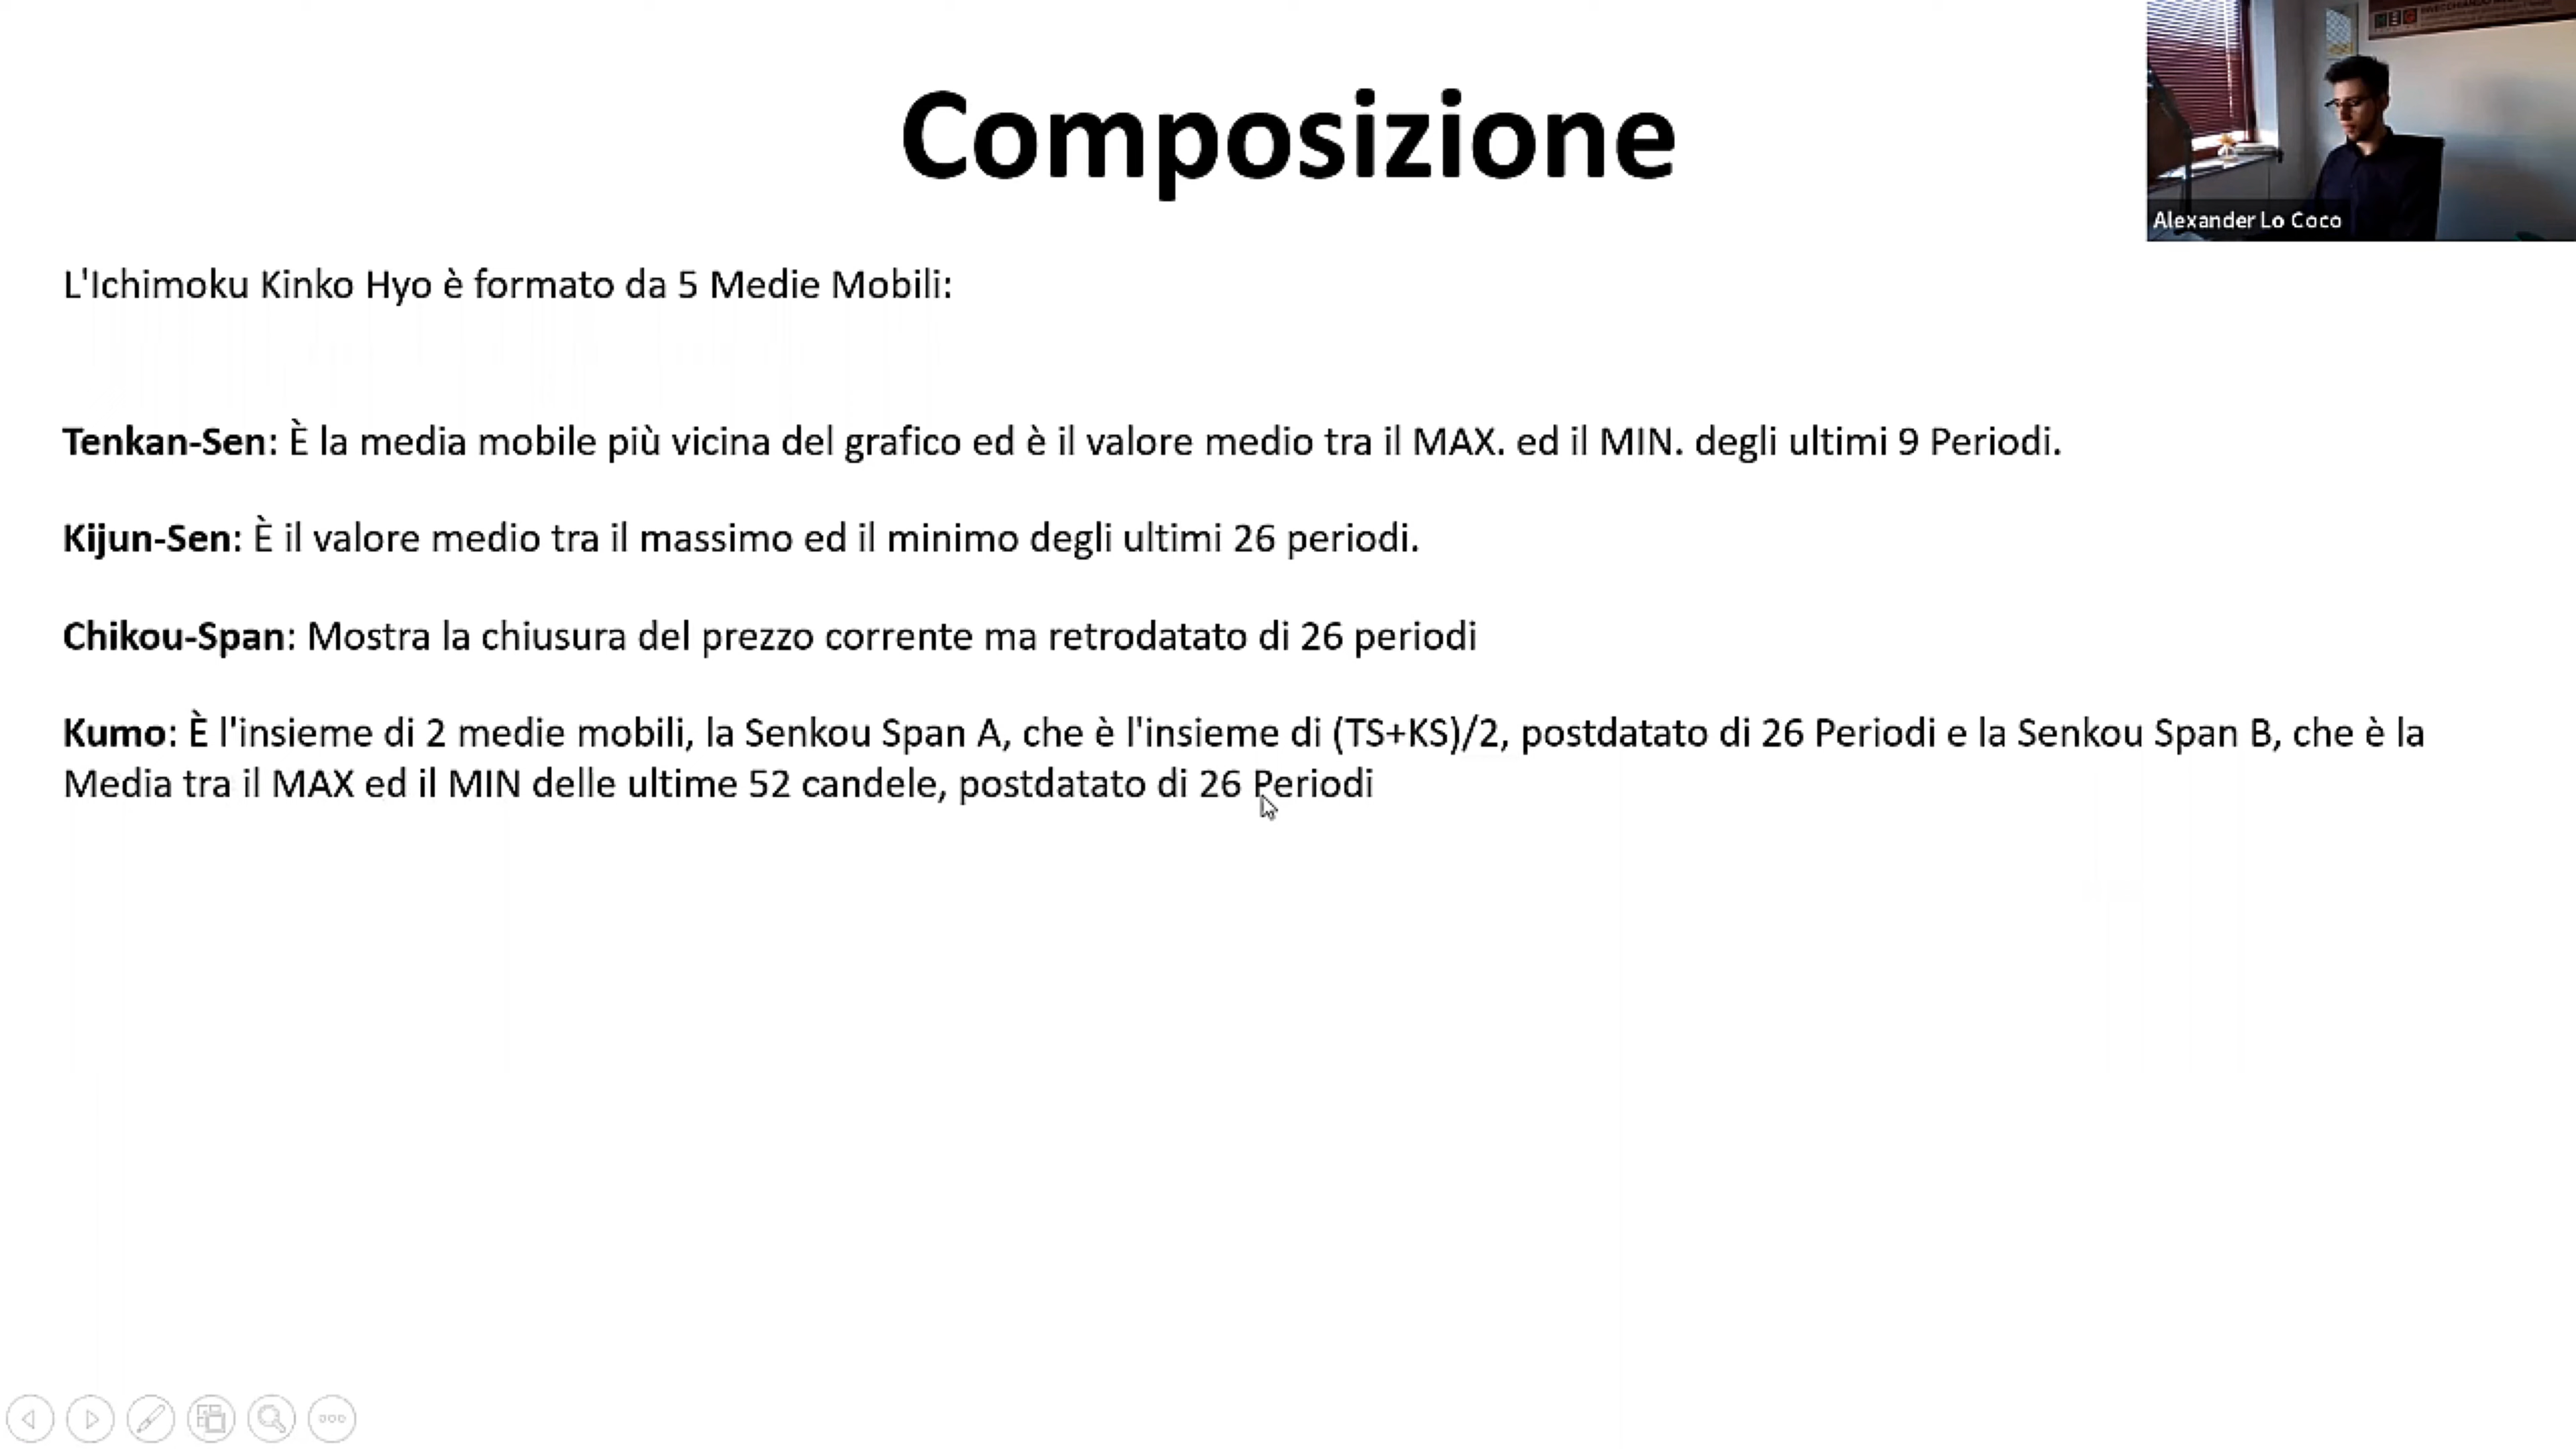 Composizione
Alexander Lo Coco
L'Ichimoku Kinko Hyo è formato da 5 Medie Mobili:
Tenkan-Sen: È la media mobile più vicina del grafico ed è il valore medio tra il MAX. ed il MIN. degli ultimi 9 Periodi.
Kijun-Sen: È il valore medio tra il massimo ed il minimo degli ultimi 26 periodi.
Chikou-Span: Mostra la chiusura del prezzo corrente ma retrodatato di 26 periodi
Kumo: È l'insieme di 2 medie mobili, la Senkou Span A, che è l'insieme di (TS+KS)/2, postdatato di 26 Periodi e la Senkou Span B, che è la
Media tra il MAX ed il MIN delle ultime 52 candele, postdatato di 26 Periodi